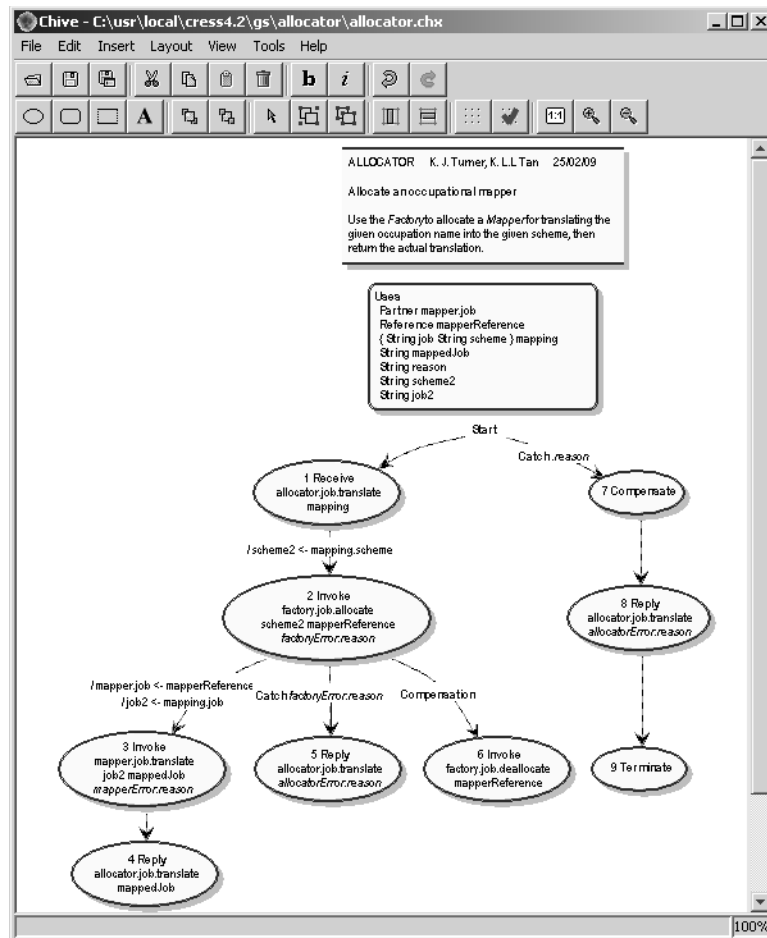 Chive - C:\usr\local\cress4.2\gs\allocator\allocator.chx
File Edit Insert Layout View Tools Help
b i
A 1:1
ALLOCATOR K. J. Turner, K. L.L Tan 25/02/09
Allocate an occupational mapper
Use the Factory to allocate a Mapper for translating the
given occupation name into the given scheme, then
return the actual translation.
Uses
Partner mapper.job
Reference mapperReference
{ String job String scheme } mapping
String mappedJob
String reason
String scheme2
String job2
Start
Catch.reason
1 Receive
allocator.job.translate
mapping
7 Compensate
/ scheme2 <- mapping.scheme
2 Invoke
factory.job.allocate
scheme2 mapperReference
factoryError.reason
8 Reply
allocator.job.translate
allocatorError.reason
/ mapper.job <- mapperReference
/ job2 <- mapping.job
Catch factoryError.reason
Compensation
3 Invoke
mapper.job.translate
job2 mappedJob
mapperError.reason
5 Reply
allocator.job.translate
allocatorError.reason
6 Invoke
factory.job.deallocate
mapperReference
9 Terminate
4 Reply
allocator.job.translate
mappedJob
100%